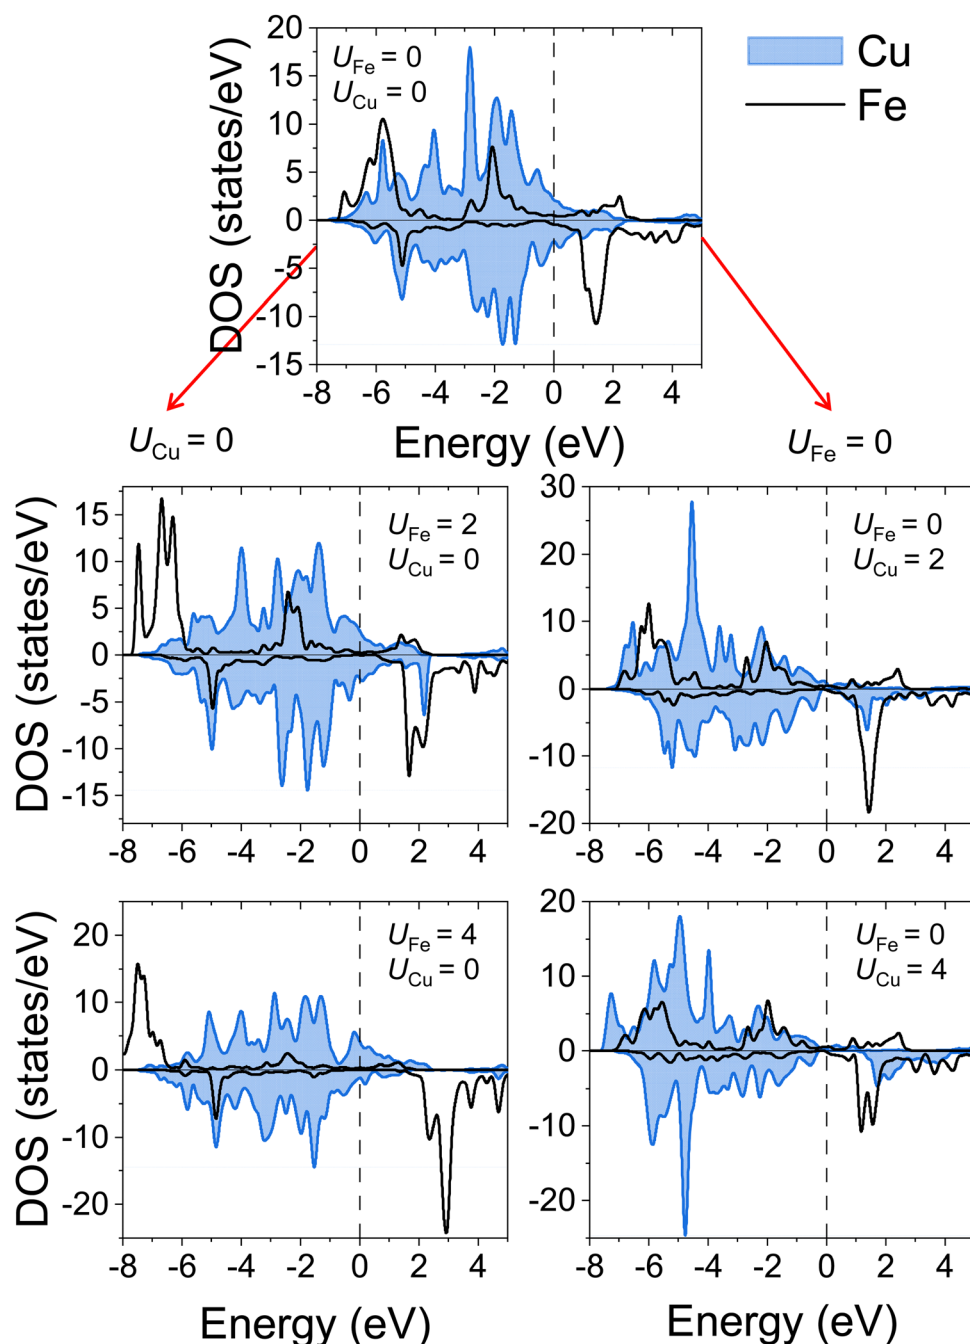 20
15
10
5
0
-5
-10
-15
DOS (states/eV)
U_Fe = 0
U_Cu = 0
Cu
Fe
-8 -6 -4 -2 0 2 4
Energy (eV)
U_Cu = 0
U_Fe = 0
15
10
5
0
-5
-10
-15
DOS (states/eV)
U_Fe = 2
U_Cu = 0
-8 -6 -4 -2 0 2 4
30
20
10
0
-10
-20
U_Fe = 0
U_Cu = 2
-8 -6 -4 -2 0 2 4
20
10
0
-10
-20
DOS (states/eV)
U_Fe = 4
U_Cu = 0
-8 -6 -4 -2 0 2 4
Energy (eV)
20
10
0
-10
-20
U_Fe = 0
U_Cu = 4
-8 -6 -4 -2 0 2 4
Energy (eV)